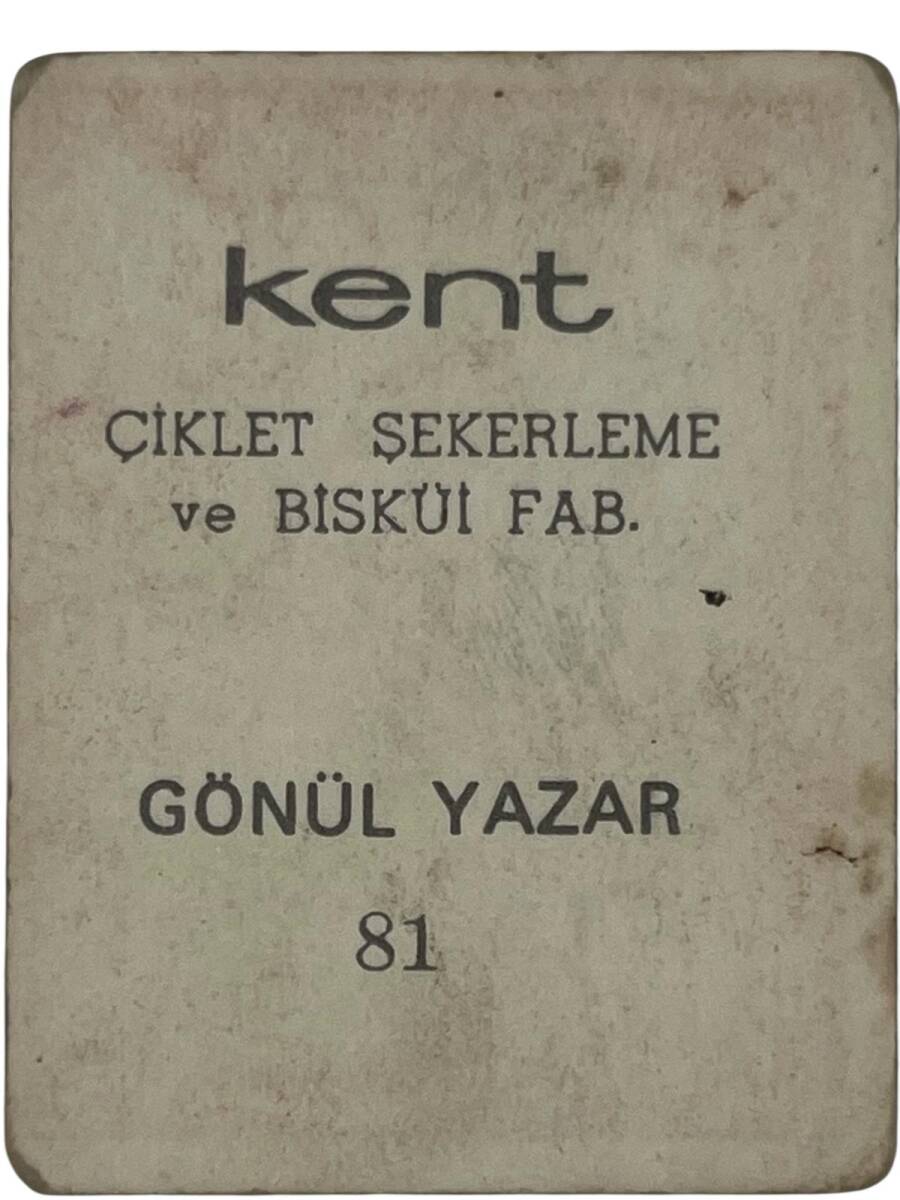 kent
ÇİKLET ŞEKERLEME
ve BİSKÜİ FAB.
GÖNÜL YAZAR
81